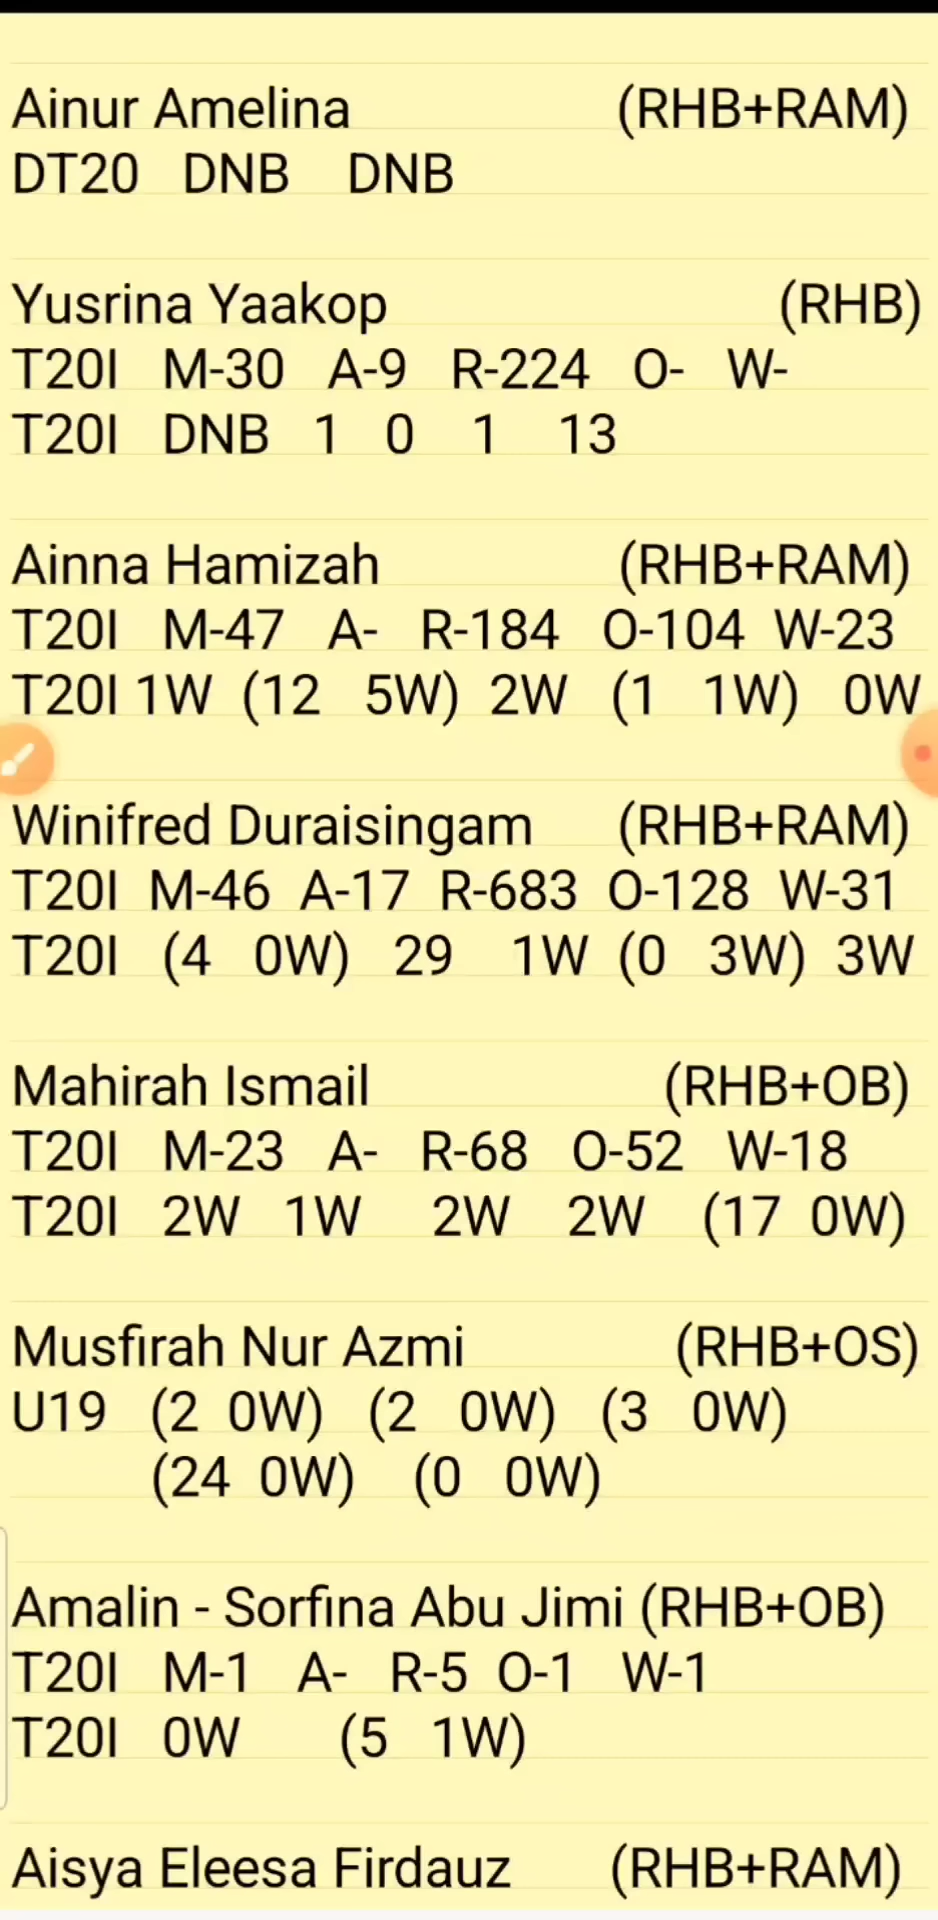 Ainur Amelina (RHB+RAM)
DT20 DNB DNB
Yusrina Yaakop (RHB)
T20I M-30 A-9 R-224 O- W-
T20I DNB 1 0 1 13
Ainna Hamizah (RHB+RAM)
T20I M-47 A- R-184 O-104 W-23
T20I 1W (12 5W) 2W (1 1W) 0W
Winifred Duraisingam (RHB+RAM)
T20I M-46 A-17 R-683 O-128 W-31
T20I (4 0W) 29 1W (0 3W) 3W
Mahirah Ismail (RHB+OB)
T20I M-23 A- R-68 O-52 W-18
T20I 2W 1W 2W 2W (17 0W)
Musfirah Nur Azmi (RHB+OS)
U19 (2 0W) (2 0W) (3 0W)
(24 0W) (0 0W)
Amalin - Sorfina Abu Jimi (RHB+OB)
T20I M-1 A- R-5 O-1 W-1
T20I 0W (5 1W)
Aisya Eleesa Firdauz (RHB+RAM)